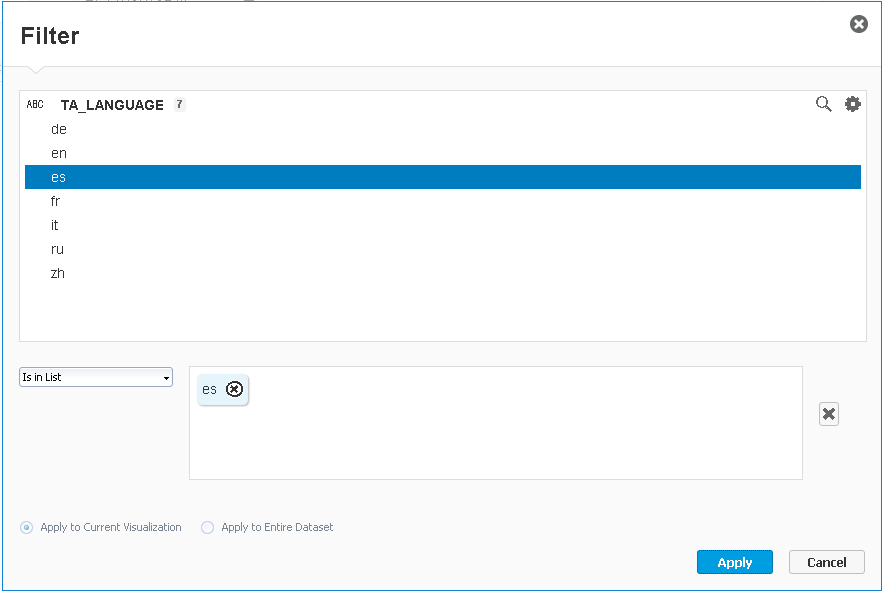 Filter
ABC TA_LANGUAGE 7
de
en
es
fr
it
ru
zh
Is in List
es
Apply to Current Visualization Apply to Entire Dataset
Apply Cancel